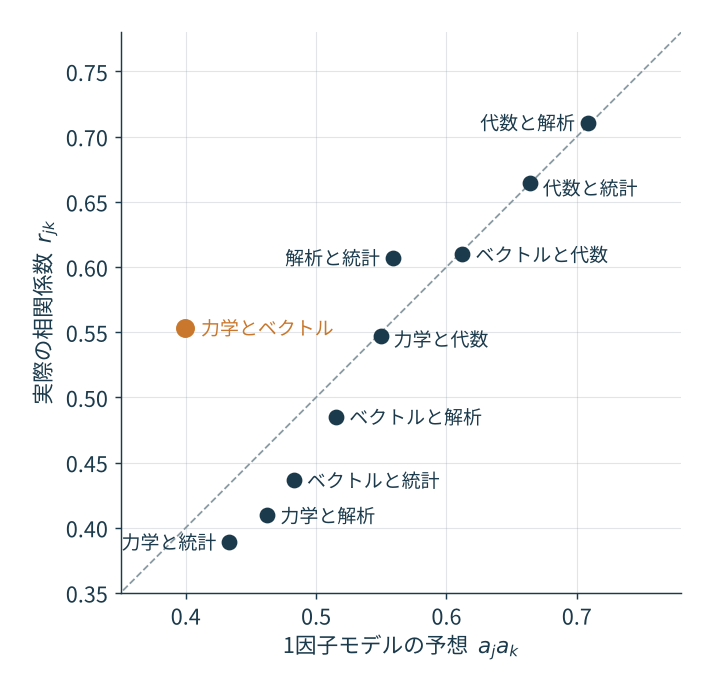 0.75
0.70
0.65
0.60
0.55
0.50
0.45
0.40
0.35
実際の相関係数 r_{jk}
代数と解析
代数と統計
ベクトルと代数
解析と統計
力学とベクトル
力学と代数
ベクトルと解析
ベクトルと統計
力学と解析
力学と統計
0.4 0.5 0.6 0.7
1因子モデルの予想 a_{j}a_{k}